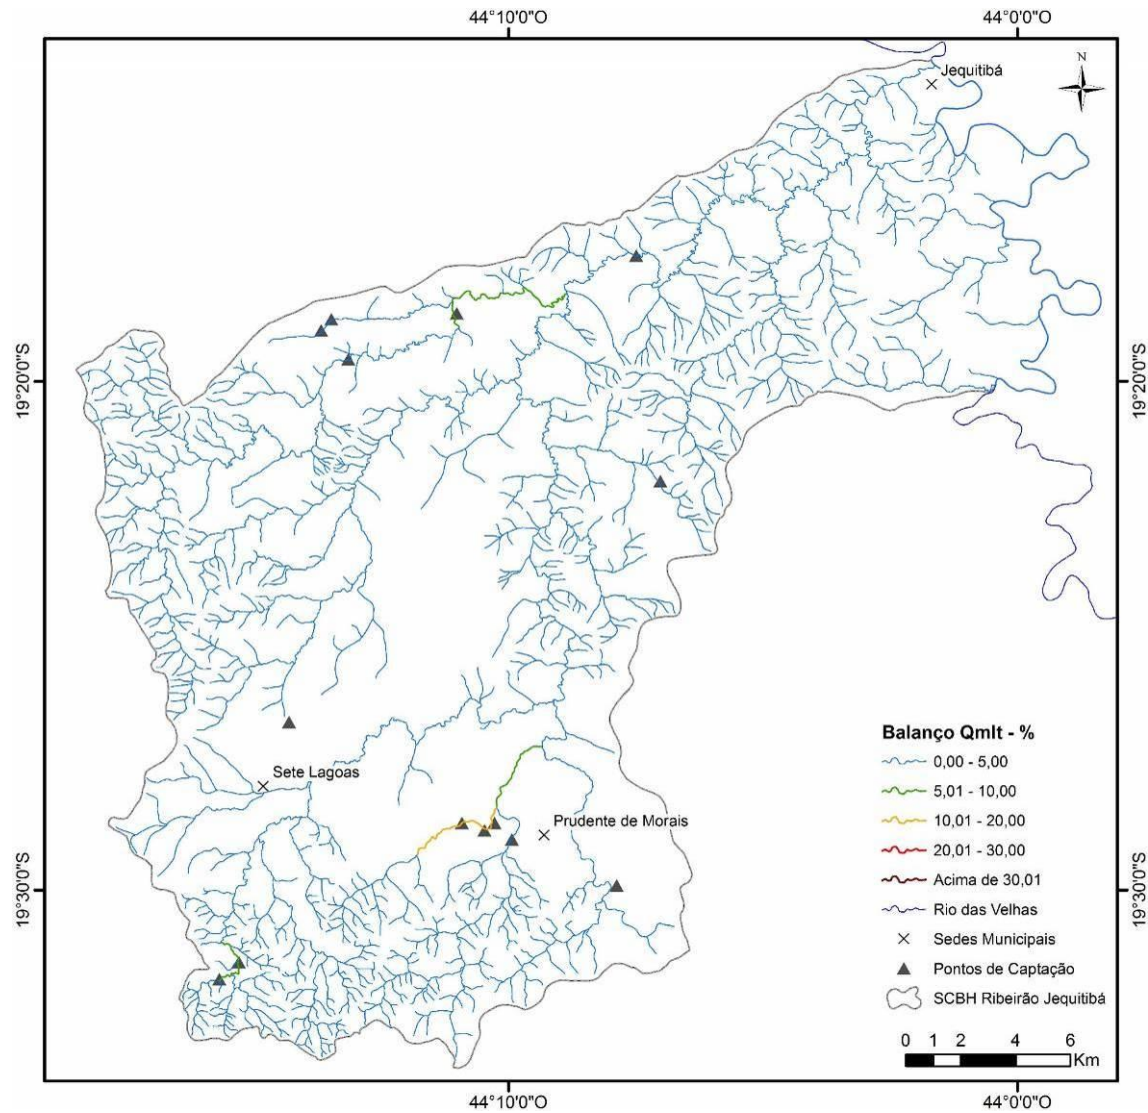 44°10'0"O
44°0'0"O
N
Jequitibá
19°20'0"S
19°20'0"S
Sete Lagoas
Prudente de Morais
19°30'0"S
19°30'0"S
Balanço Qmlt - %
0,00 - 5,00
5,01 - 10,00
10,01 - 20,00
20,01 - 30,00
Acima de 30,01
Rio das Velhas
Sedes Municipais
Pontos de Captação
SCBH Ribeirão Jequitibá
0 1 2 4 6
Km
44°10'0"O
44°0'0"O